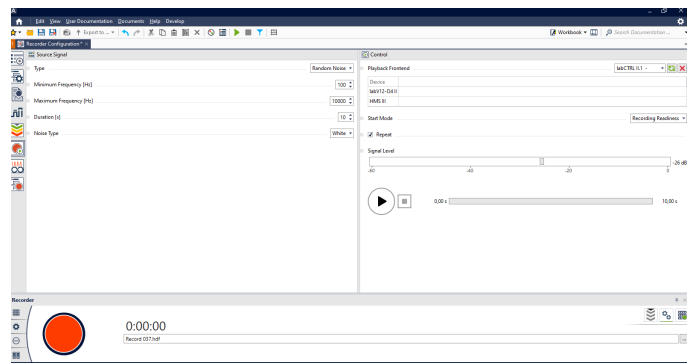 Edit View User Documentation Documents Help Develop
Export to ... Workbook Search Documentation ...
Recorder Configuration * ×
Source Signal
Type Random Noise
Minimum Frequency [Hz] 100
Maximum Frequency [Hz] 10000
Duration [s] 10
Noise Type White
Control
Playback Frontend labCTRL II.1 -
Device
labV12-D4 II
HMS III
Start Mode Recording Readiness
Repeat
Signal Level
-26 dB
-60 -40 -20 0
0,00 s 10,00 s
Recorder
0:00:00
Record 037.hdf